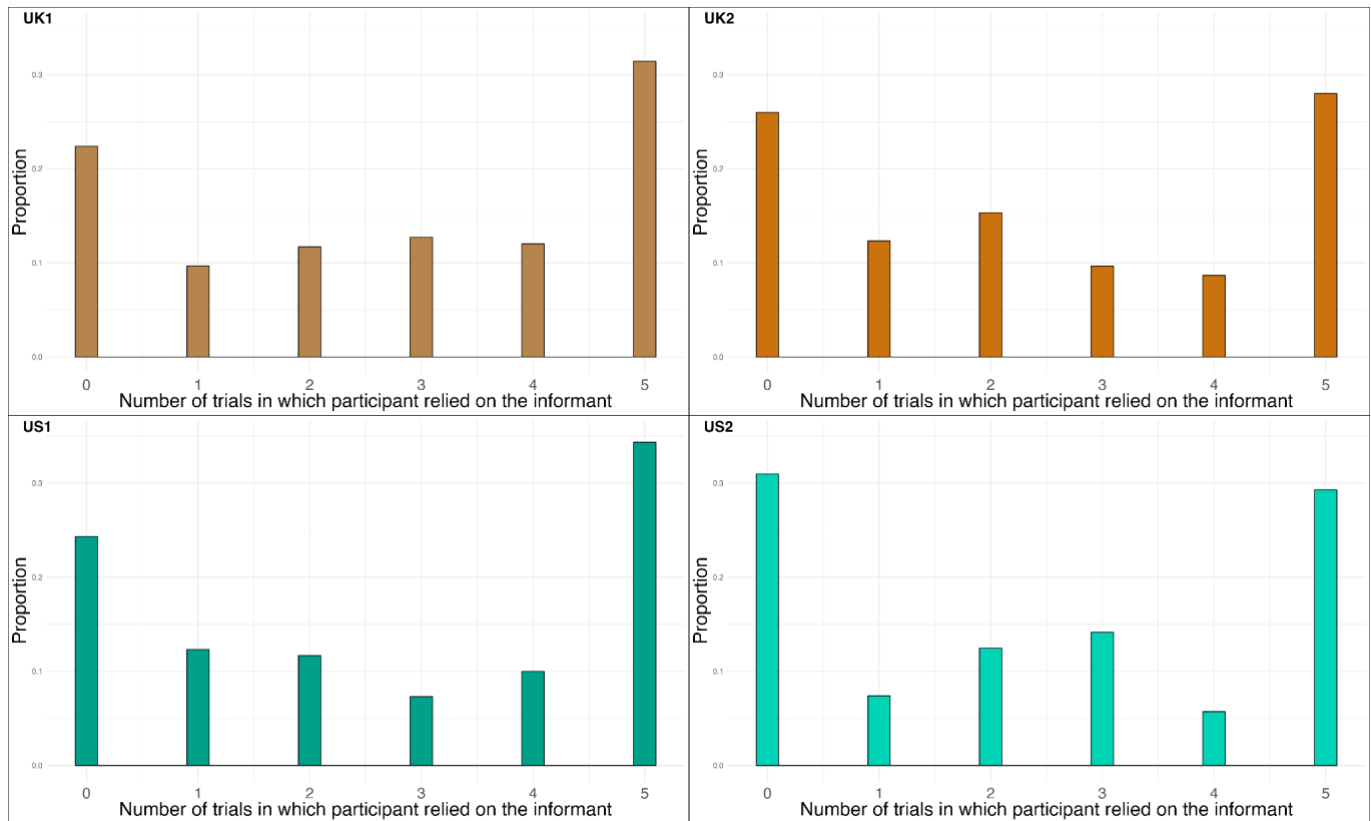 UK1
Proportion
0.3
0.2
0.1
0.0
0 1 2 3 4 5
Number of trials in which participant relied on the informant
UK2
Proportion
0.3
0.2
0.1
0.0
0 1 2 3 4 5
Number of trials in which participant relied on the informant
US1
Proportion
0.3
0.2
0.1
0.0
0 1 2 3 4 5
Number of trials in which participant relied on the informant
US2
Proportion
0.3
0.2
0.1
0.0
0 1 2 3 4 5
Number of trials in which participant relied on the informant